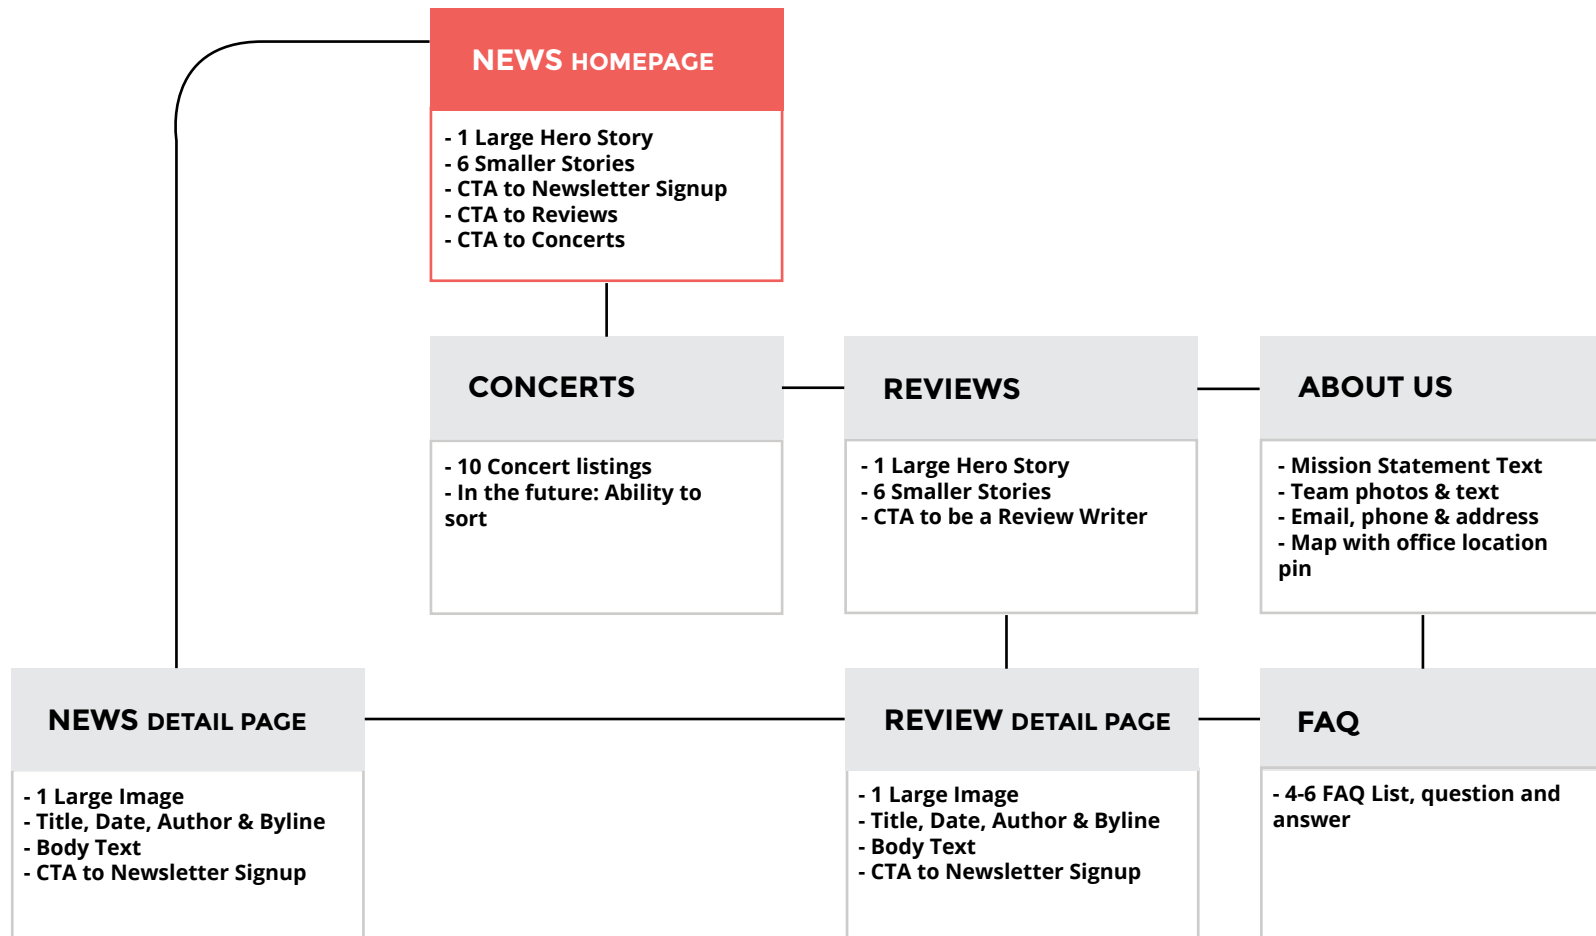 NEWS HOMEPAGE
- 1 Large Hero Story
- 6 Smaller Stories
- CTA to Newsletter Signup
- CTA to Reviews
- CTA to Concerts
CONCERTS
- 10 Concert listings
- In the future: Ability to
sort
REVIEWS
- 1 Large Hero Story
- 6 Smaller Stories
- CTA to be a Review Writer
ABOUT US
- Mission Statement Text
- Team photos & text
- Email, phone & address
- Map with office location
pin
NEWS DETAIL PAGE
- 1 Large Image
- Title, Date, Author & Byline
- Body Text
- CTA to Newsletter Signup
REVIEW DETAIL PAGE
- 1 Large Image
- Title, Date, Author & Byline
- Body Text
- CTA to Newsletter Signup
FAQ
- 4-6 FAQ List, question and
answer